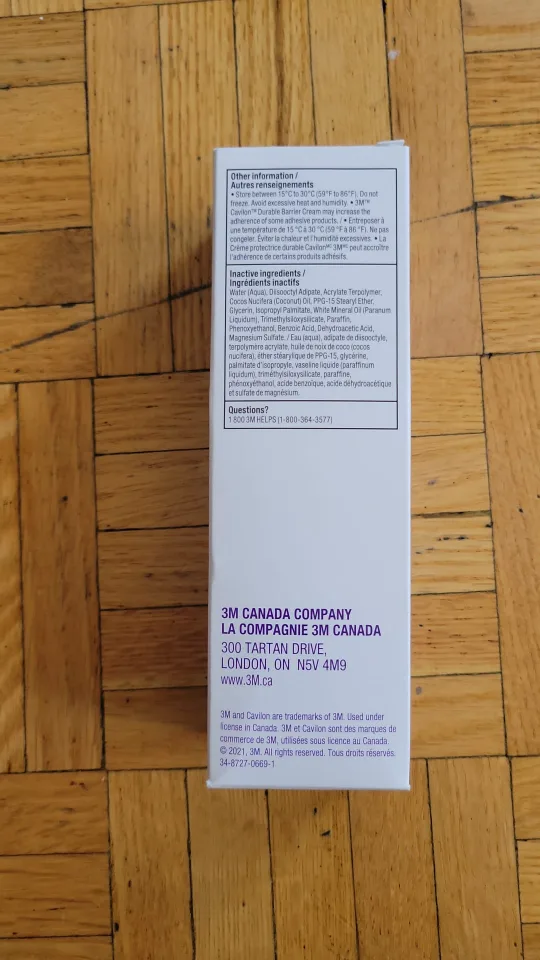 Other information /
Autres renseignements
• Store between 15°C to 30°C (59°F to 86°F). Do not
freeze. Avoid excessive heat and humidity. • 3M™
Cavilon™ Durable Barrier Cream may increase the
adherence of some adhesive products. / • Entreposer à
une température de 15 °C à 30 °C (59 °F à 86 °F). Ne pas
congeler. Éviter la chaleur et l'humidité excessives. • La
Crème protectrice durable Cavilonᴹᶜ 3Mᴹᶜ peut accroître
l'adhérence de certains produits adhésifs.
Inactive ingredients /
Ingrédients inactifs
Water (Aqua), Diisooctyl Adipate, Acrylate Terpolymer,
Cocos Nucifera (Coconut) Oil, PPG-15 Stearyl Ether,
Glycerin, Isopropyl Palmitate, White Mineral Oil (Paranum
Liquidum), Trimethylsiloxysilicate, Paraffin,
Phenoxyethanol, Benzoic Acid, Dehydroacetic Acid,
Magnesium Sulfate. / Eau (aqua), adipate de diisooctyle,
terpolymère acrylate, huile de noix de coco (cocos
nucifera), éther stéarylique de PPG-15, glycérine,
palmitate d'isopropyle, vaseline liquide (paraffinum
liquidum), triméthylsiloxysilicate, paraffine,
phénoxyéthanol, acide benzoïque, acide déhydroacétique
et sulfate de magnésium.
Questions?
1 800 3M HELPS (1-800-364-3577)
3M CANADA COMPANY
LA COMPAGNIE 3M CANADA
300 TARTAN DRIVE,
LONDON, ON N5V 4M9
www.3M.ca
3M and Cavilon are trademarks of 3M. Used under
license in Canada. 3M et Cavilon sont des marques de
commerce de 3M, utilisées sous licence au Canada.
© 2021, 3M. All rights reserved. Tous droits réservés.
34-8727-0669-1